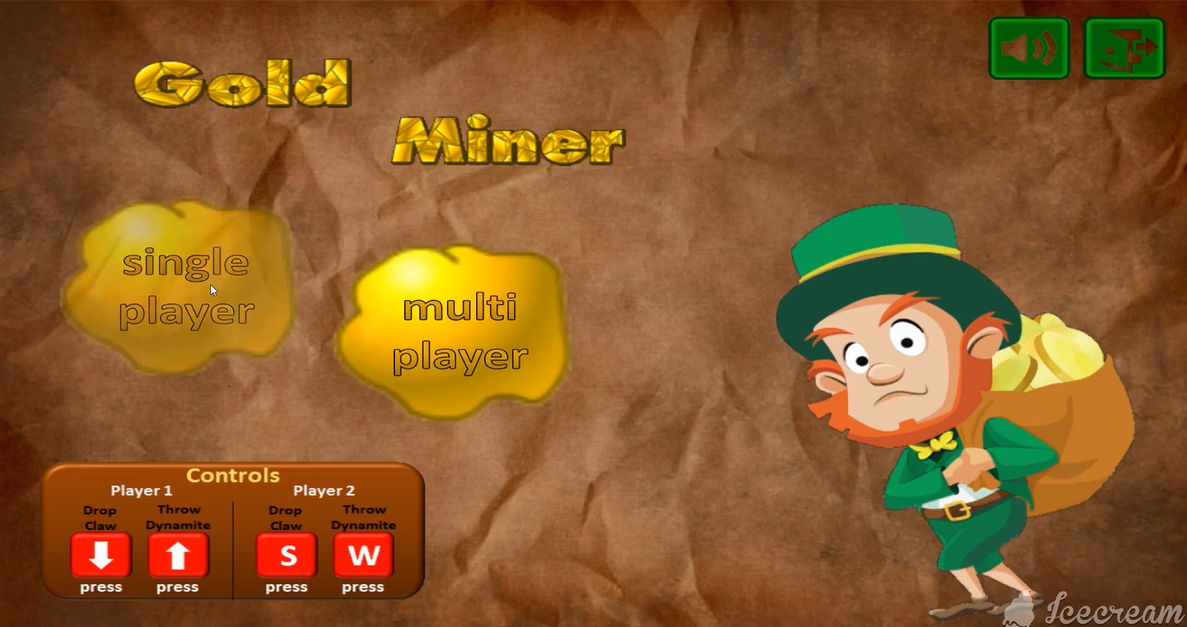 Gold
Miner
single
player
multi
player
Controls
Player 1
Player 2
Drop
Claw
Throw
Dynamite
Drop
Claw
Throw
Dynamite
S
W
press
press
press
press
Icecream